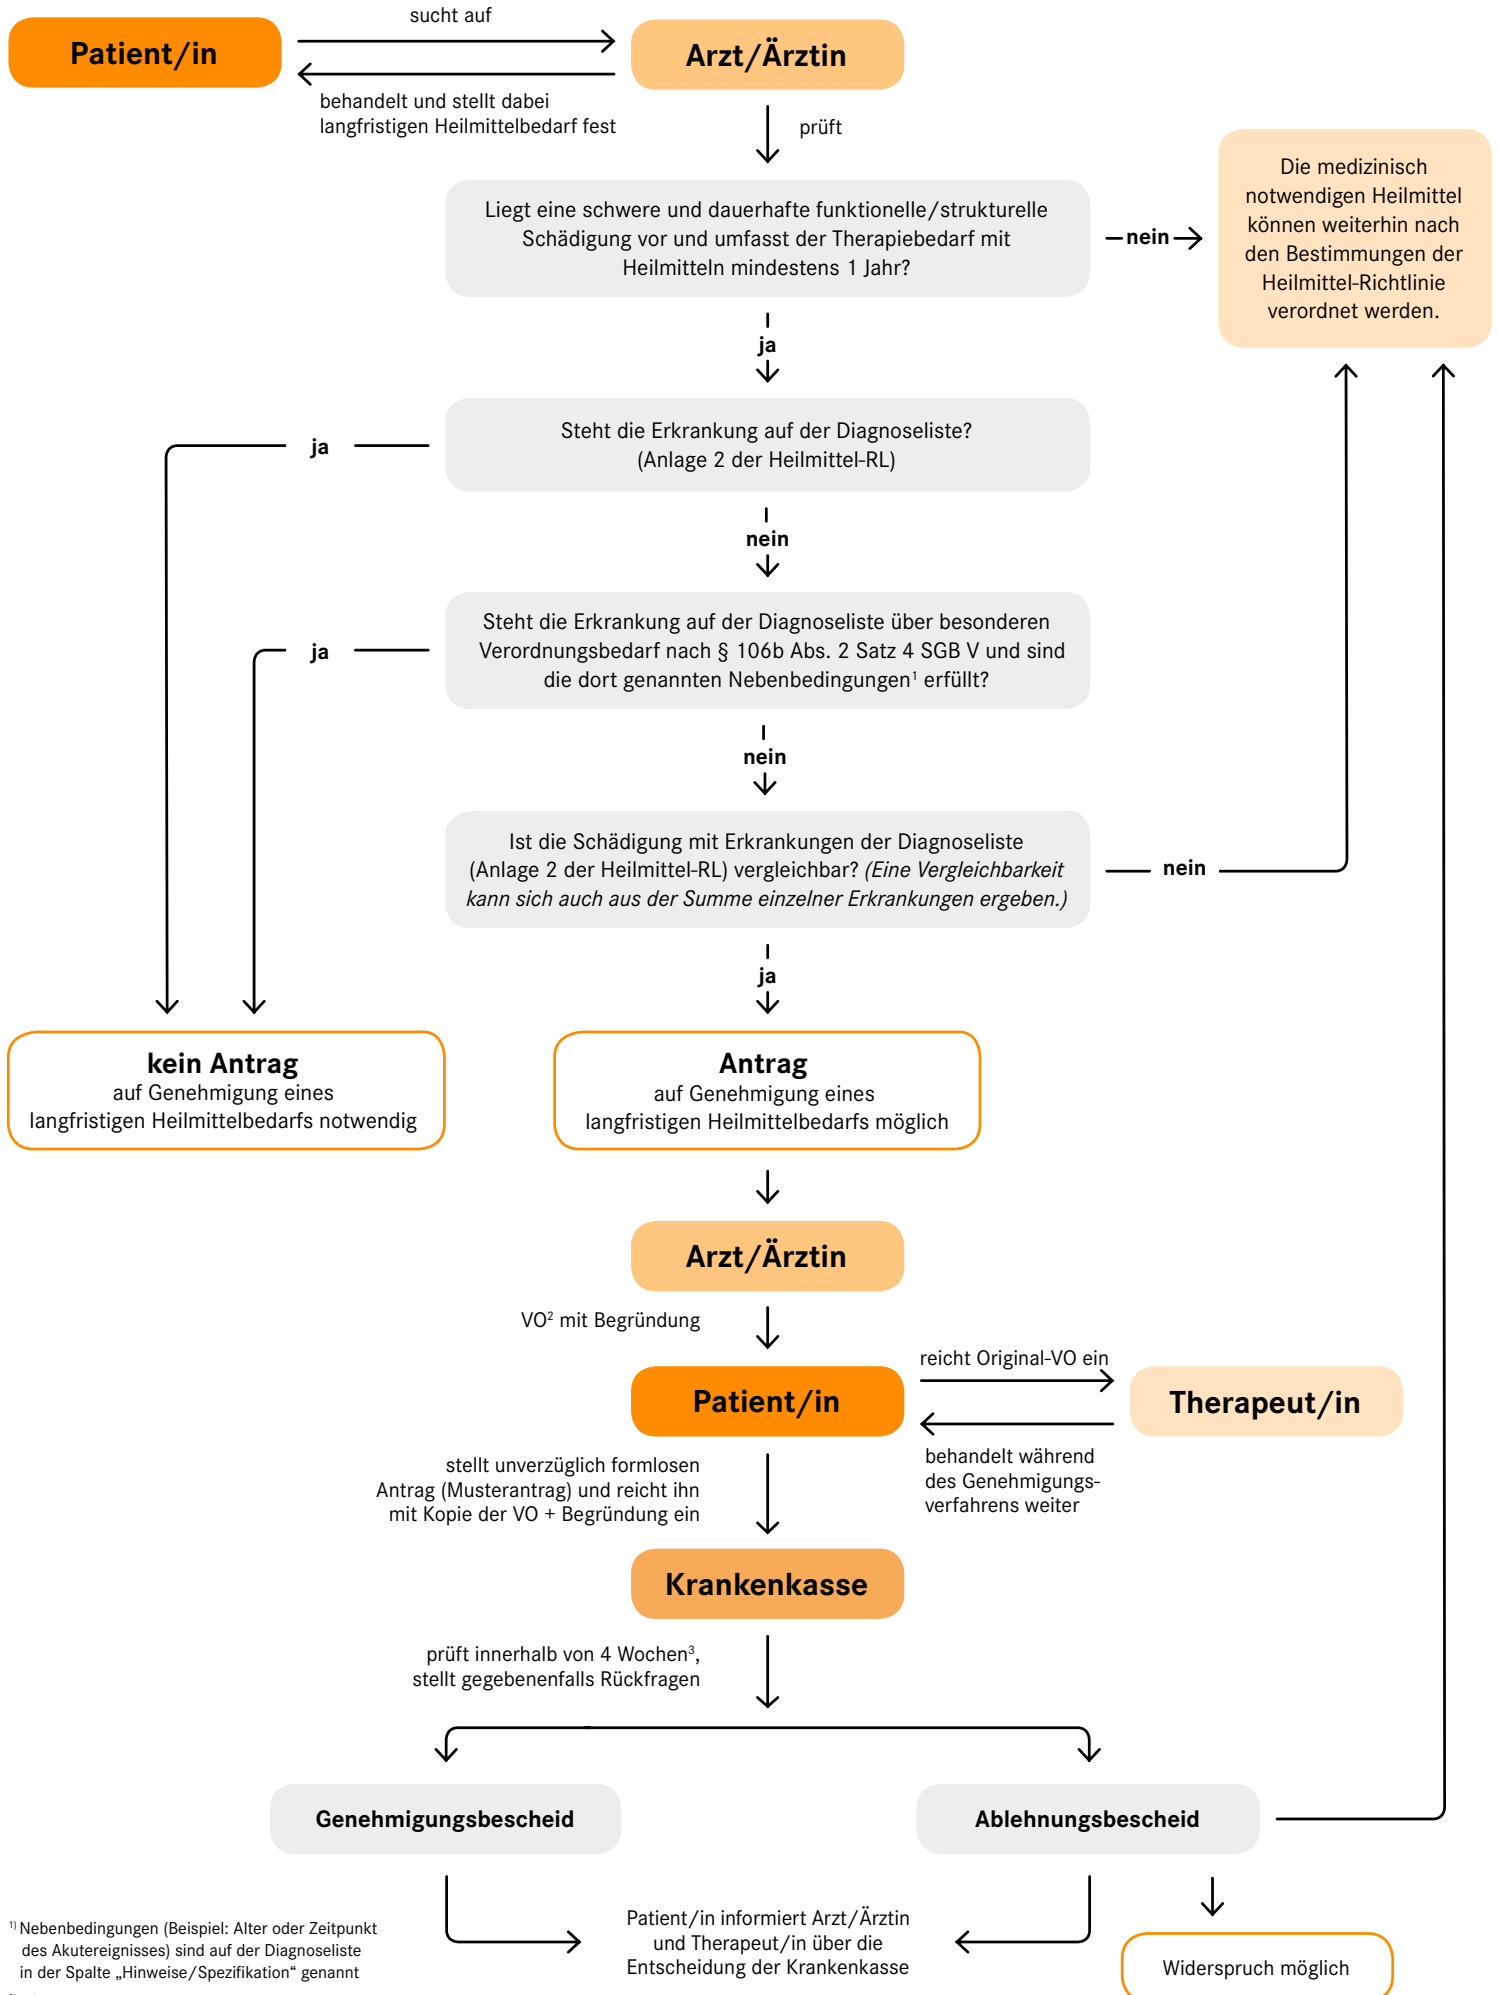 sucht auf
Patient/in
Arzt/Ärztin
behandelt und stellt dabei
langfristigen Heilmittelbedarf fest
prüft
Liegt eine schwere und dauerhafte funktionelle/strukturelle
Schädigung vor und umfasst der Therapiebedarf mit
Heilmitteln mindestens 1 Jahr?
nein
Die medizinisch
notwendigen Heilmittel
können weiterhin nach
den Bestimmungen der
Heilmittel-Richtlinie
verordnet werden.
ja
Steht die Erkrankung auf der Diagnoseliste?
(Anlage 2 der Heilmittel-RL)
ja
nein
Steht die Erkrankung auf der Diagnoseliste über besonderen
Verordnungsbedarf nach § 106b Abs. 2 Satz 4 SGB V und sind
die dort genannten Nebenbedingungen¹ erfüllt?
ja
nein
Ist die Schädigung mit Erkrankungen der Diagnoseliste
(Anlage 2 der Heilmittel-RL) vergleichbar? (Eine Vergleichbarkeit
kann sich auch aus der Summe einzelner Erkrankungen ergeben.)
nein
ja
kein Antrag
auf Genehmigung eines
langfristigen Heilmittelbedarfs notwendig
Antrag
auf Genehmigung eines
langfristigen Heilmittelbedarfs möglich
Arzt/Ärztin
VO² mit Begründung
Patient/in
reicht Original-VO ein
Therapeut/in
behandelt während
des Genehmigungs-
verfahrens weiter
stellt unverzüglich formlosen
Antrag (Musterantrag) und reicht ihn
mit Kopie der VO + Begründung ein
Krankenkasse
prüft innerhalb von 4 Wochen³,
stellt gegebenenfalls Rückfragen
Genehmigungsbescheid
Ablehnungsbescheid
Patient/in informiert Arzt/Ärztin
und Therapeut/in über die
Entscheidung der Krankenkasse
Widerspruch möglich
¹⁾ Nebenbedingungen (Beispiel: Alter oder Zeitpunkt
des Akutereignisses) sind auf der Diagnoseliste
in der Spalte „Hinweise/Spezifikation“ genannt